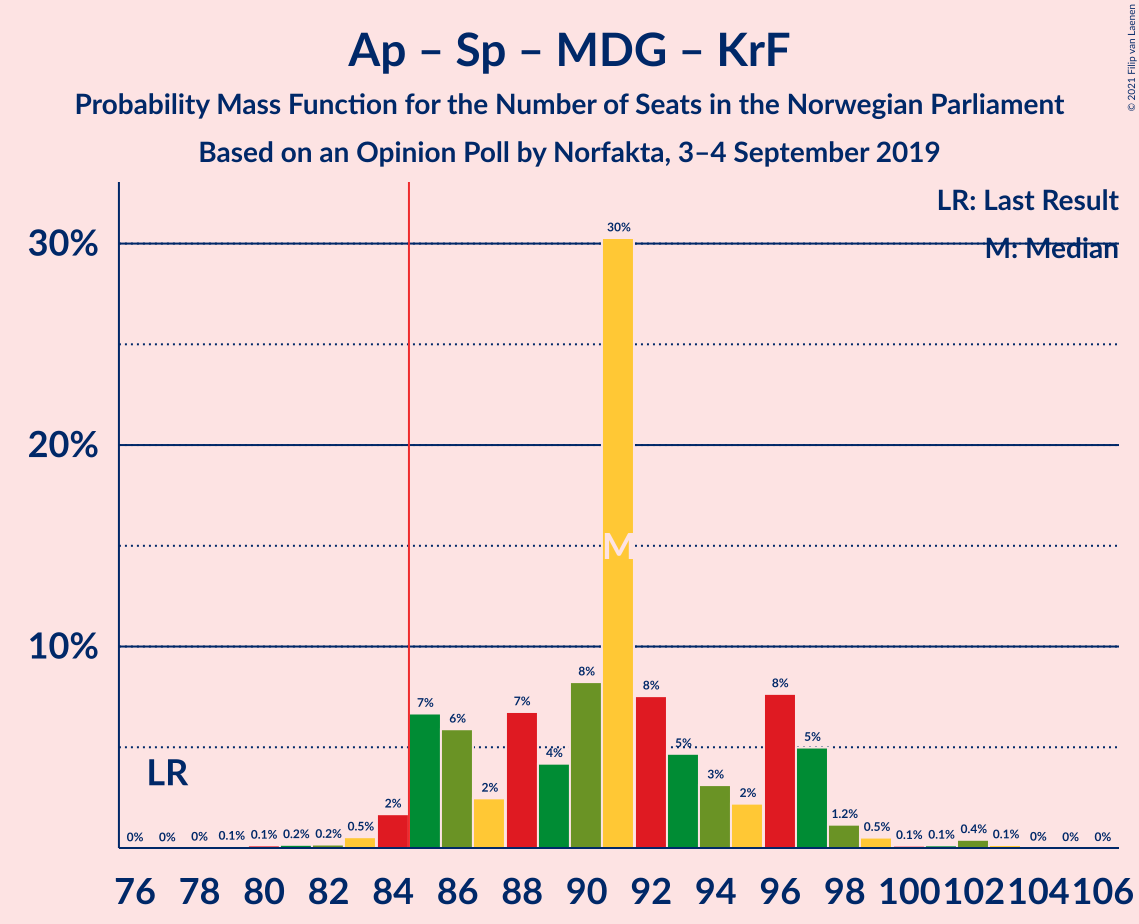 Ap – Sp – MDG – KrF
Probability Mass Function for the Number of Seats in the Norwegian Parliament
Based on an Opinion Poll by Norfakta, 3–4 September 2019
© 2021 Filip van Laenen
LR: Last Result
M: Median
30%
20%
10%
LR
M
0% 0% 0% 0.1% 0.1% 0.2% 0.2% 0.5% 2% 7% 6% 2% 7% 4% 8% 30% 8% 5% 3% 2% 8% 5% 1.2% 0.5% 0.1% 0.1% 0.4% 0.1% 0% 0% 0%
76 78 80 82 84 86 88 90 92 94 96 98 100 102 104 106